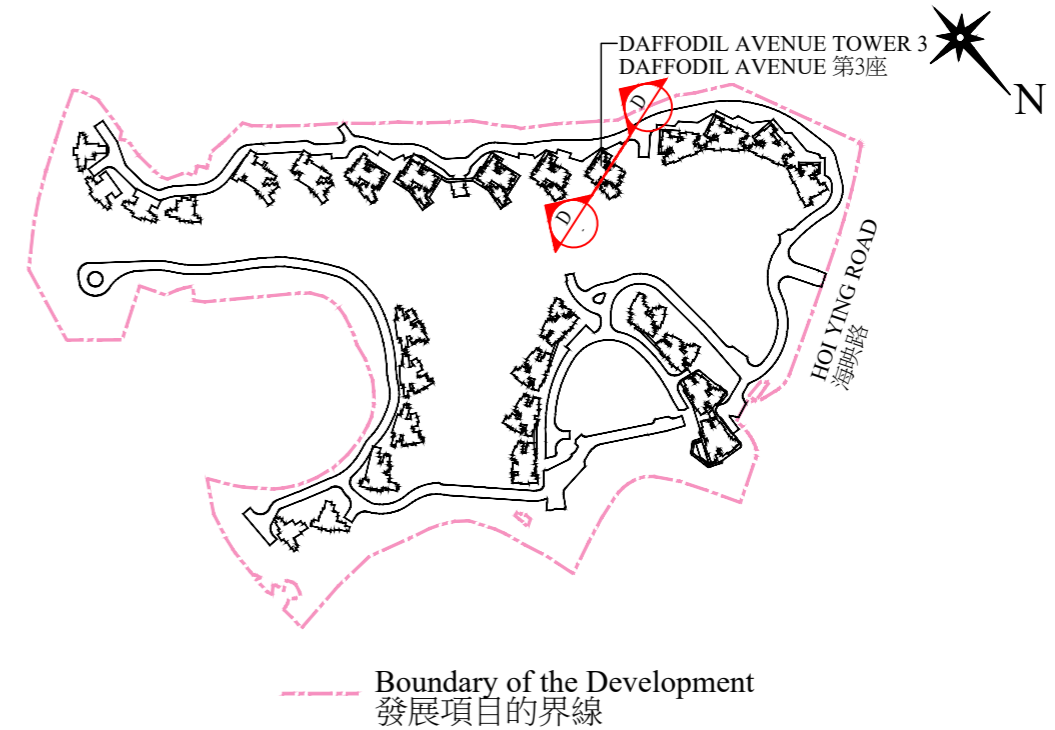 DAFFODIL AVENUE TOWER 3
DAFFODIL AVENUE 第3座
N
D
D
HOI YING ROAD
海映路
Boundary of the Development
發展項目的界線